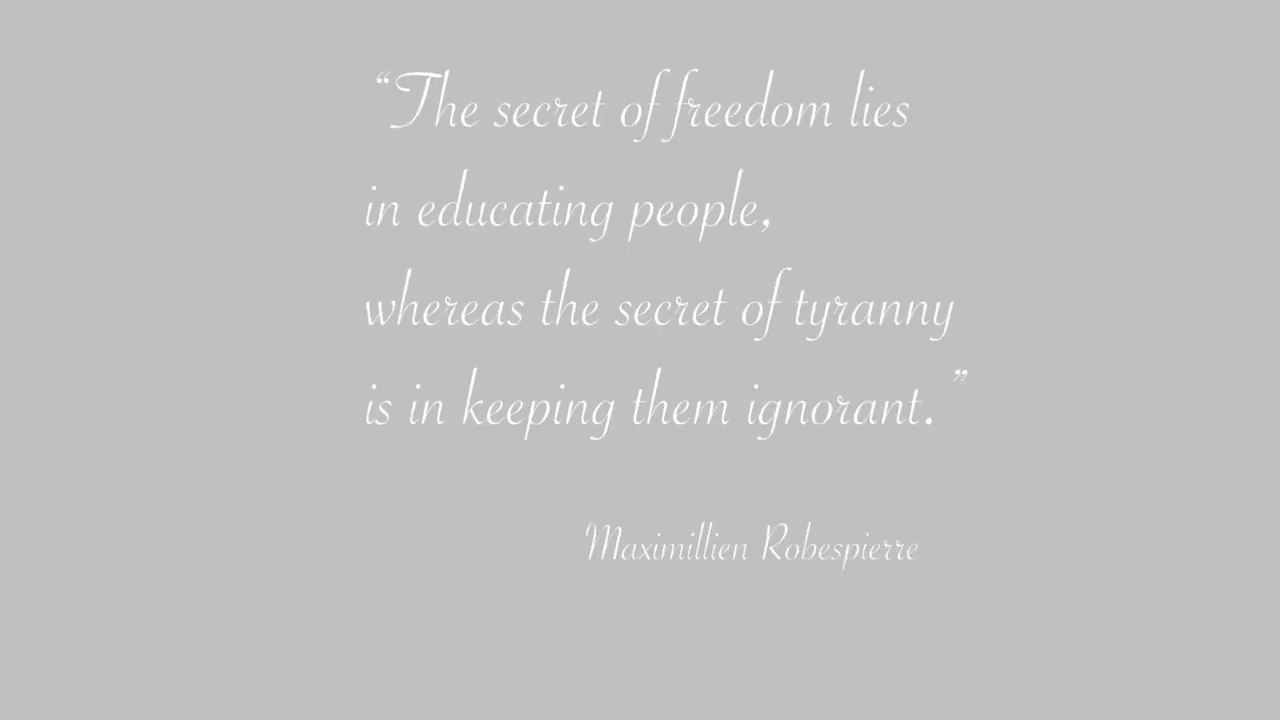 “The secret of freedom lies
in educating people,
whereas the secret of tyranny
is in keeping them ignorant.”
- Maximillien Robespierre